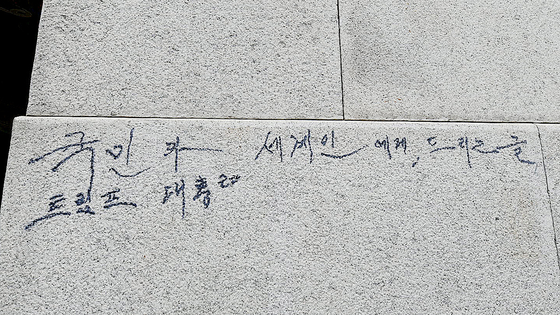 국민과 세계인에게, 드리는 글
트럼프 대통령